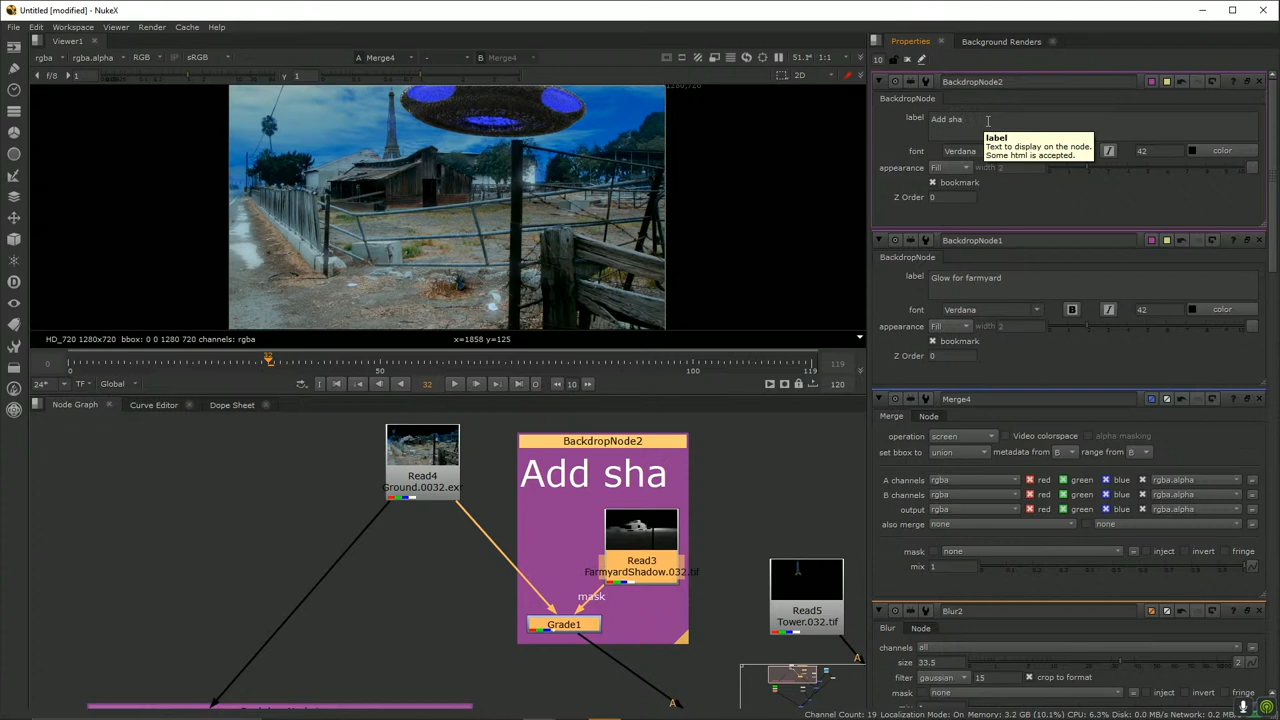 Untitled [modified] - NukeX
File Edit Workspace Viewer Render Cache Help
Viewer1
rgba rgba.alpha RGB sRGB A Merge4 - B Merge4 51.1 1:1
f/8 1 Y 1 2D
1280,720
HD_720 1280x720 bbox: 0 0 1280 720 channels: rgba x=1858 y=125
32
0 50 100 119 119
24* TF Global 32 10 120
Node Graph Curve Editor Dope Sheet
Read4
Ground.0032.exr
BackdropNode2
Add sha
Read3
FarmyardShadow.032.tif
mask
Grade1
Read5
Tower.032.tif
A
A
Properties Background Renders
10
BackdropNode2
BackdropNode
label Add sha
label
Text to display on the node.
Some html is accepted.
font Verdana I 42 color
appearance Fill width 2
bookmark
Z Order 0
BackdropNode1
BackdropNode
label Glow for farmyard
font Verdana B I 42 color
appearance Fill width 2
bookmark
Z Order 0
Merge4
Merge Node
operation screen Video colorspace alpha masking
set bbox to union metadata from B range from B
A channels rgba red green blue rgba.alpha
B channels rgba red green blue rgba.alpha
output rgba red green blue rgba.alpha
also merge none none
mask none inject invert fringe
mix 1
Blur2
Blur Node
channels all
size 33.5 2
filter gaussian 15 crop to format
mask none inject invert fringe
Channel Count: 19 Localization Mode: On Memory: 3.2 GB (10.1%) CPU: 6.3% Disk: 0.0 MB/s Network: 0.2 M